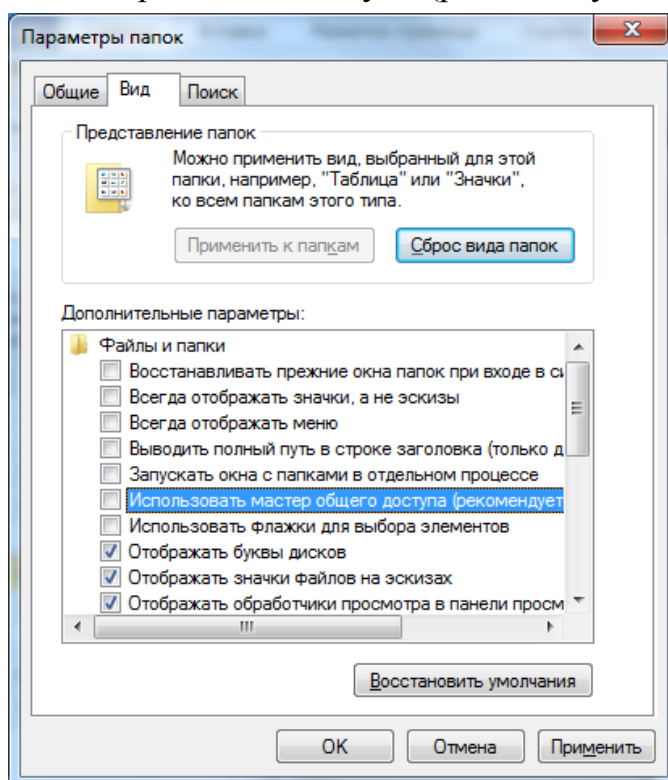 Параметры папок
Общие Вид Поиск
Представление папок
Можно применить вид, выбранный для этой
папки, например, "Таблица" или "Значки",
ко всем папкам этого типа.
Применить к папкам Сброс вида папок
Дополнительные параметры:
Файлы и папки
Восстанавливать прежние окна папок при входе в си
Всегда отображать значки, а не эскизы
Всегда отображать меню
Выводить полный путь в строке заголовка (только д
Запускать окна с папками в отдельном процессе
Использовать мастер общего доступа (рекомендует
Использовать флажки для выбора элементов
Отображать буквы дисков
Отображать значки файлов на эскизах
Отображать обработчики просмотра в панели просм
Восстановить умолчания
OK Отмена Применить